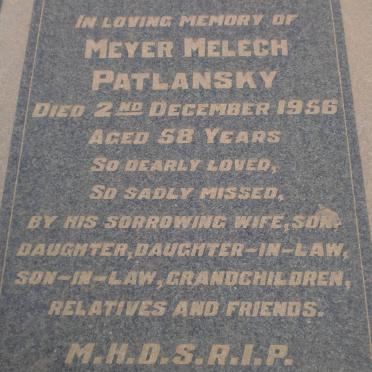 IN LOVING MEMORY OF
MEYER MELECH
PATLANSKY
DIED 2ND DECEMBER 1956
AGED 58 YEARS
SO DEARLY LOVED,
SO SADLY MISSED,
BY HIS SORROWING WIFE, SON,
DAUGHTER, DAUGHTER-IN-LAW,
SON-IN-LAW, GRANDCHILDREN,
RELATIVES AND FRIENDS.
M.H.D.S.R.I.P.